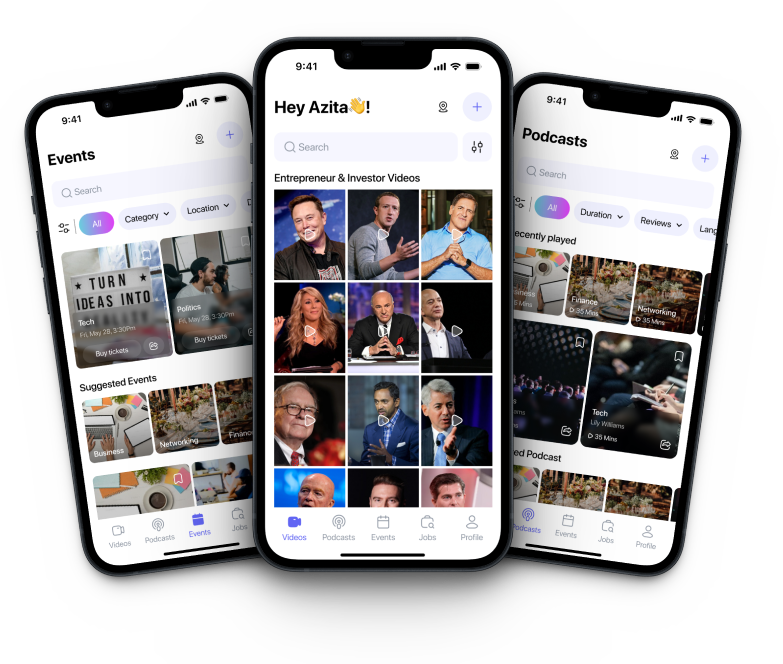 9:41
Events
Search
All
Category
Location
TURN
IDEAS INTO
Tech
Fri, May 28, 3:30Pm
Buy tickets
Politics
Fri, May 28, 3:30Pm
Buy tickets
Suggested Events
Business
Networking
Financ
Videos
Podcasts
Events
Jobs
9:41
Hey Azita👋!
Search
Entrepreneur & Investor Videos
Videos
Podcasts
Events
Jobs
Profile
9:41
Podcasts
Search
All
Duration
Reviews
Lang
ecently played
siness
5 Mins
Finance
35 Mins
Networking
35 Mins
Tech
Lily Williams
35 Mins
ed Podcast
Podcasts
Events
Jobs
Profile